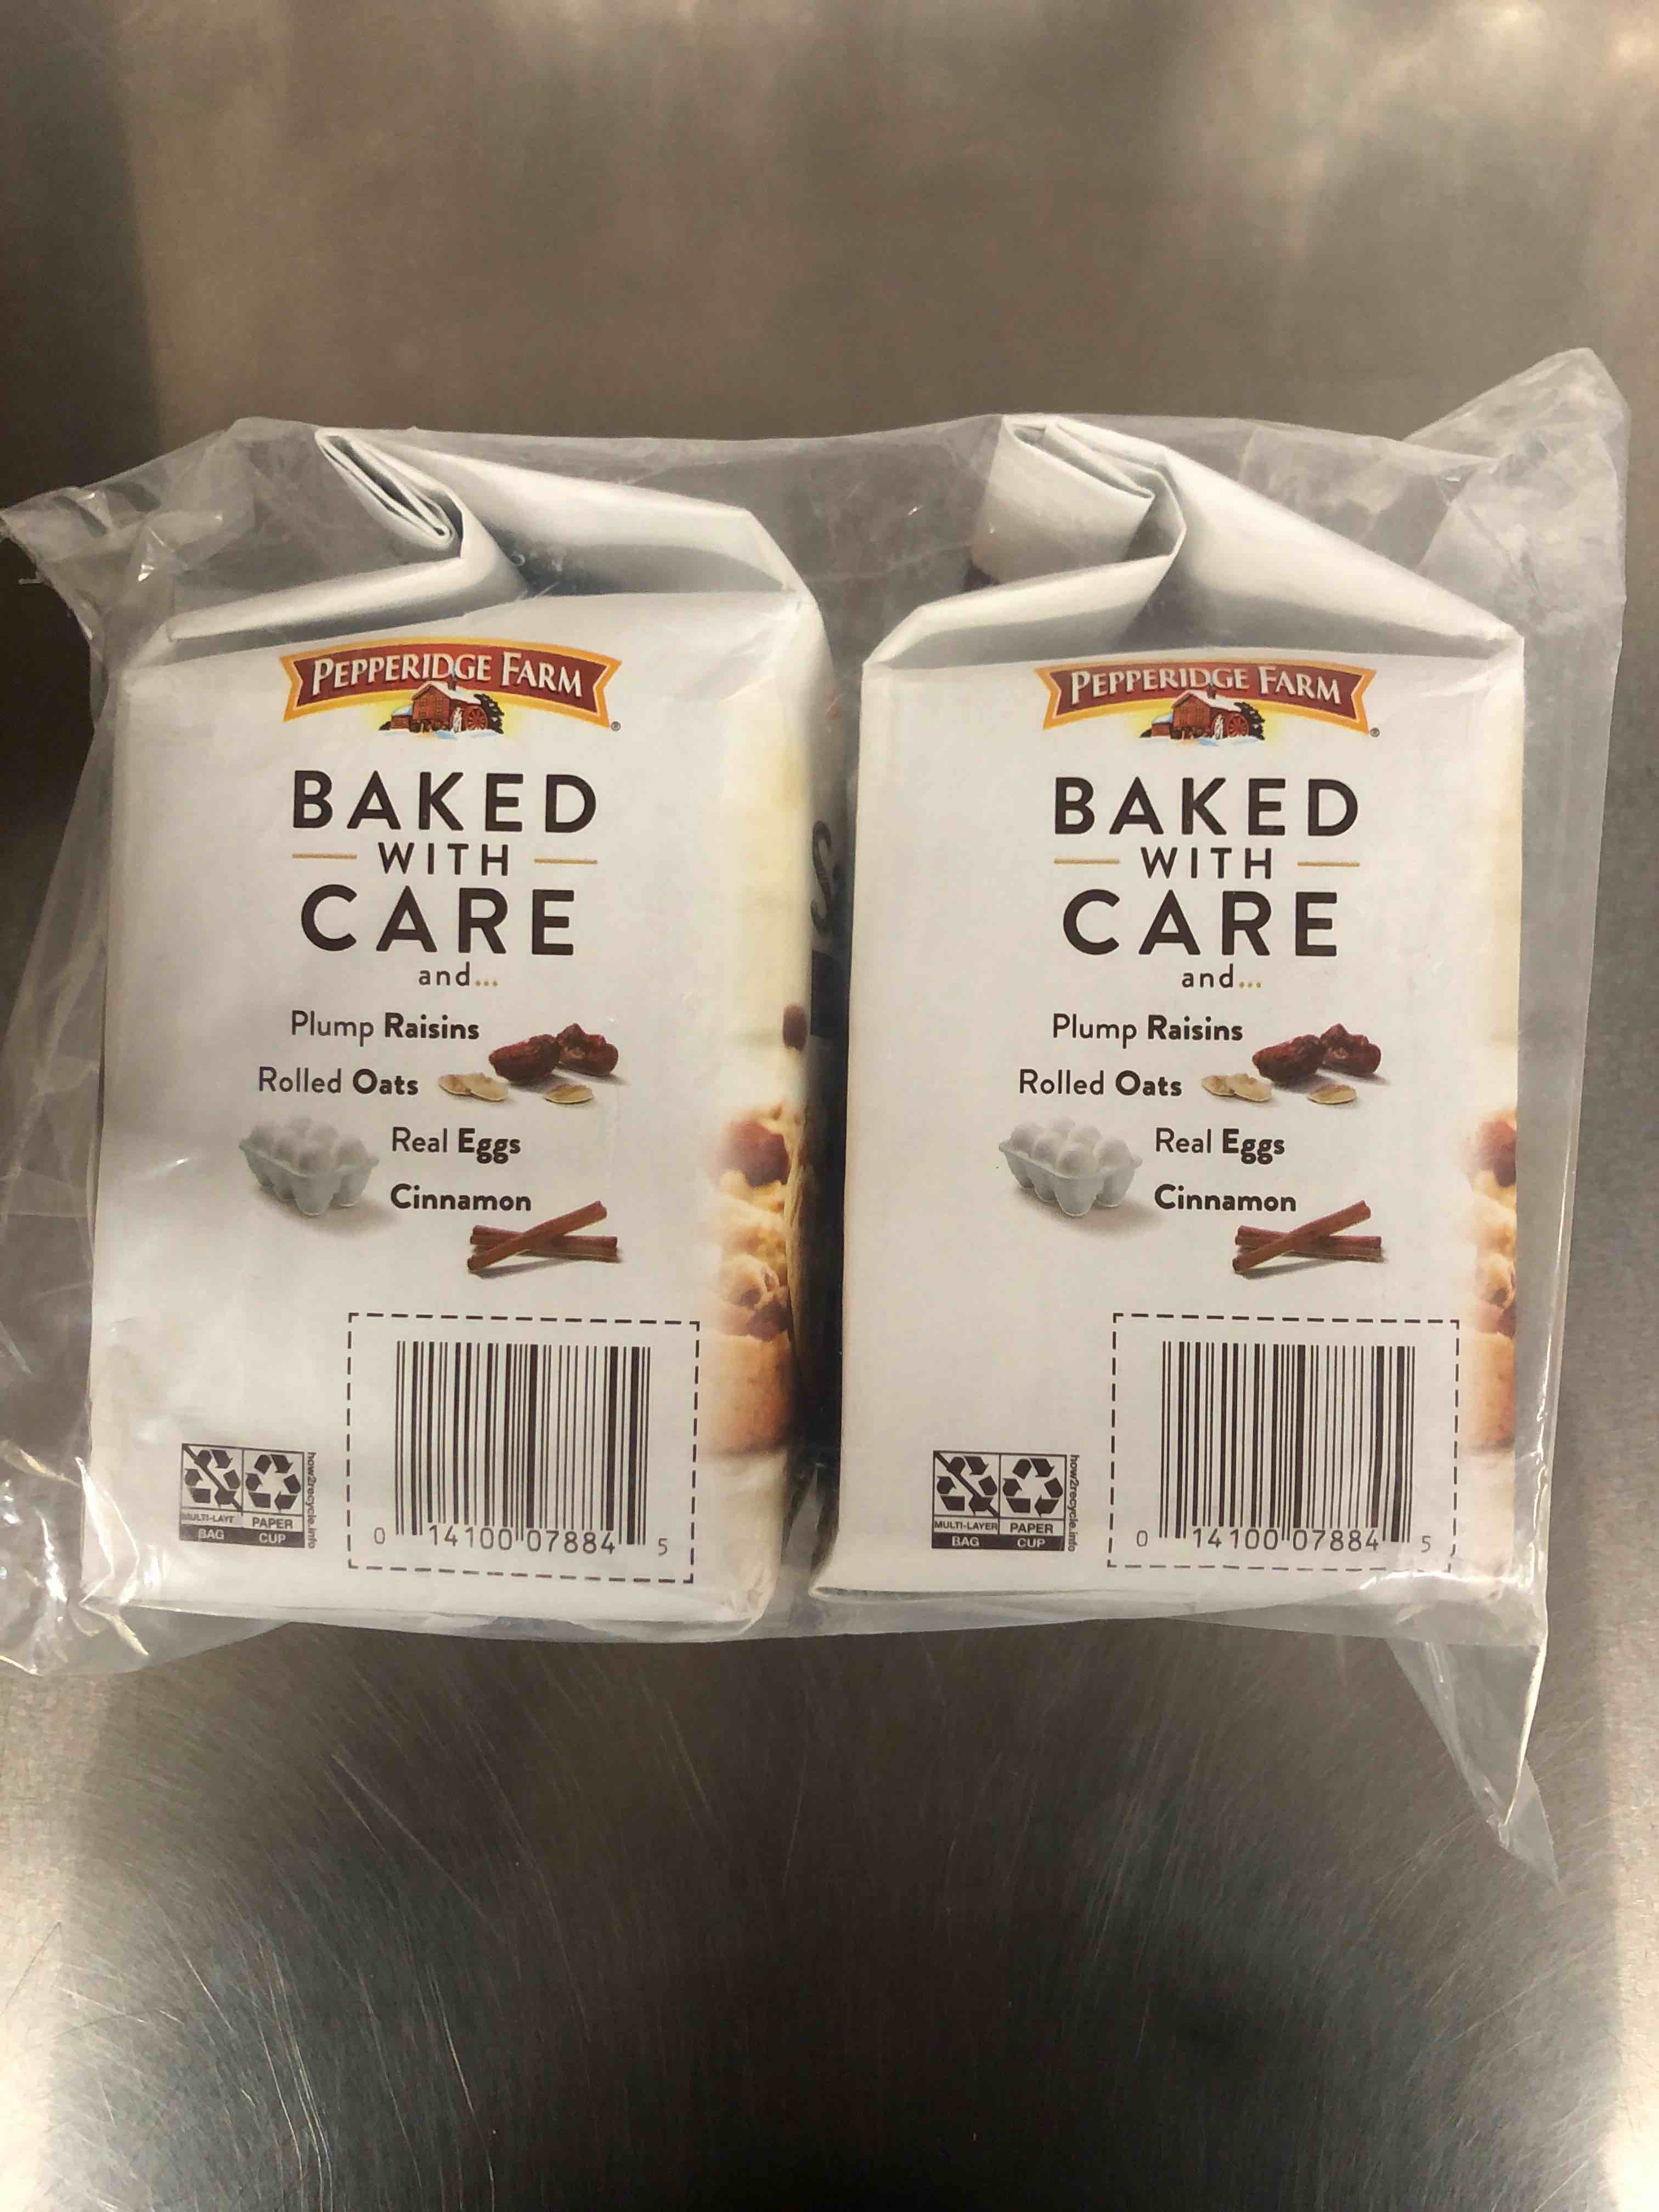 PEPPERIDGE FARM®
BAKED
WITH
CARE
and...
Plump Raisins
Rolled Oats
Real Eggs
Cinnamon
MULTI-LAYE PAPER
BAG CUP
how2recycle.info
0 14100 07884 5
PEPPERIDGE FARM®
BAKED
WITH
CARE
and...
Plump Raisins
Rolled Oats
Real Eggs
Cinnamon
MULTI-LAYER PAPER
BAG CUP
how2recycle.info
0 14100 07884 5